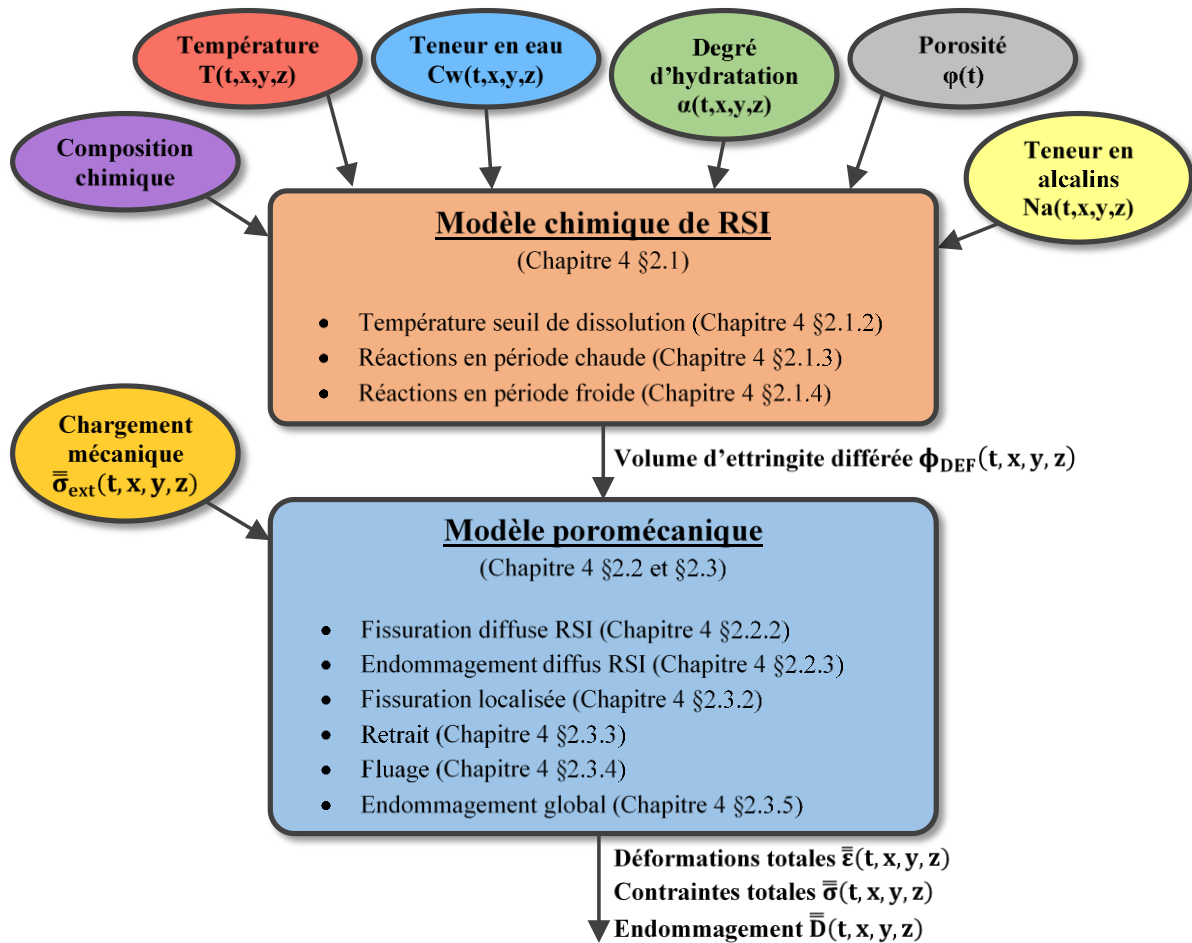 Température
T(t,x,y,z)
Teneur en eau
Cw(t,x,y,z)
Degré
d’hydratation
α(t,x,y,z)
Porosité
φ(t)
Composition
chimique
Teneur en
alcalins
Na(t,x,y,z)
Modèle chimique de RSI
(Chapitre 4 §2.1)
• Température seuil de dissolution (Chapitre 4 §2.1.2)
• Réactions en période chaude (Chapitre 4 §2.1.3)
• Réactions en période froide (Chapitre 4 §2.1.4)
Chargement
mécanique
σ̿ext(t, x, y, z)
Volume d’ettringite différée ϕDEF(t, x, y, z)
Modèle poromécanique
(Chapitre 4 §2.2 et §2.3)
• Fissuration diffuse RSI (Chapitre 4 §2.2.2)
• Endommagement diffus RSI (Chapitre 4 §2.2.3)
• Fissuration localisée (Chapitre 4 §2.3.2)
• Retrait (Chapitre 4 §2.3.3)
• Fluage (Chapitre 4 §2.3.4)
• Endommagement global (Chapitre 4 §2.3.5)
Déformations totales ε̿(t, x, y, z)
Contraintes totales σ̿(t, x, y, z)
Endommagement D̿(t, x, y, z)